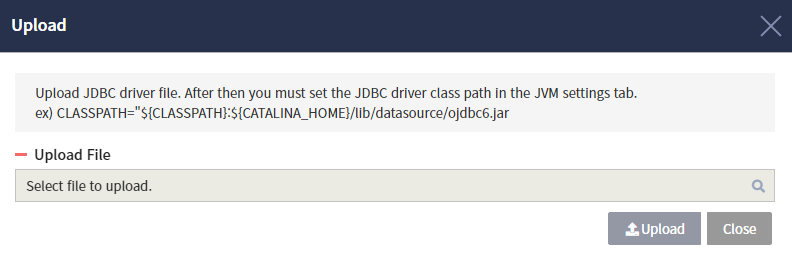 Upload
Upload JDBC driver file. After then you must set the JDBC driver class path in the JVM settings tab.
ex) CLASSPATH="${CLASSPATH}:${CATALINA_HOME}/lib/datasource/ojdbc6.jar
Upload File
Select file to upload.
Upload
Close